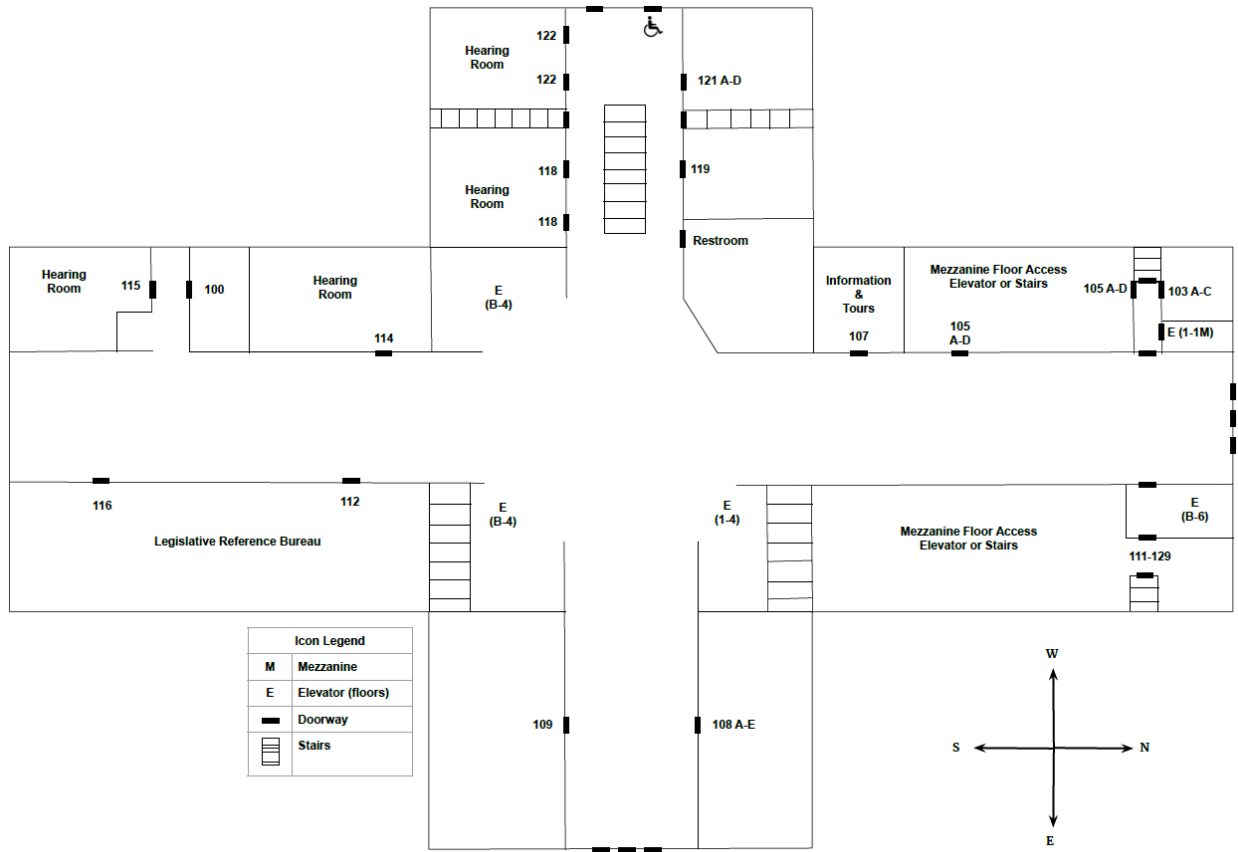 122
Hearing
Room
122
121 A-D
118
Hearing
Room
118
119
Restroom
Hearing
Room
115
100
Hearing
Room
114
E
(B-4)
Information
&
Tours
107
Mezzanine Floor Access
Elevator or Stairs
105 A-D
103 A-C
105
A-D
E (1-1M)
116
112
Legislative Reference Bureau
E
(B-4)
E
(1-4)
Mezzanine Floor Access
Elevator or Stairs
E
(B-6)
111-129
109
108 A-E
Icon Legend
M Mezzanine
E Elevator (floors)
Doorway
Stairs
W
S N
E